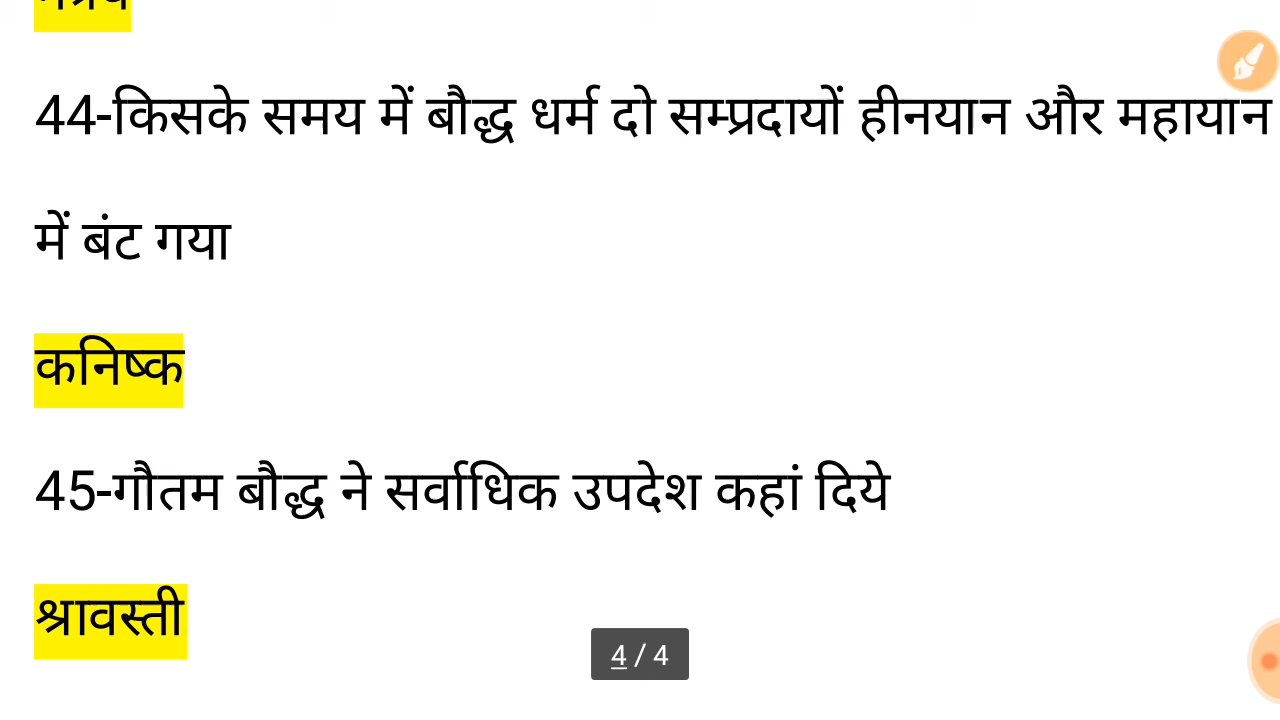 44-किसके समय में बौद्ध धर्म दो सम्प्रदायों हीनयान और महायान
में बंट गया
कनिष्क
45-गौतम बौद्ध ने सर्वाधिक उपदेश कहां दिये
श्रावस्ती
4 / 4